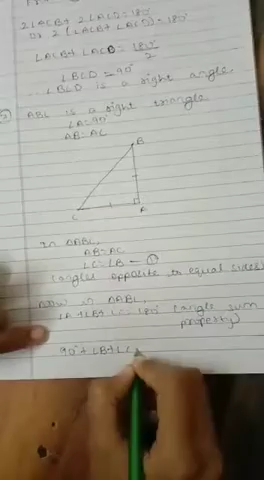 2∠ACB + 2∠ACD = 180°
or 2 (∠ACB + ∠ACD) = 180°
∠ACB + ∠ACD = 180°/2
∠BCD = 90°
∴ ∠BCD is a right angle
5) ABC is a right triangle
∠A = 90°
AB = AC
B
C
A
In ΔABC,
AB = AC
∠C = ∠B — ①
(angles opposite to equal sides)
Now in ΔABC,
∠A + ∠B + ∠C = 180° (angle sum
property)
90° + ∠B + ∠C